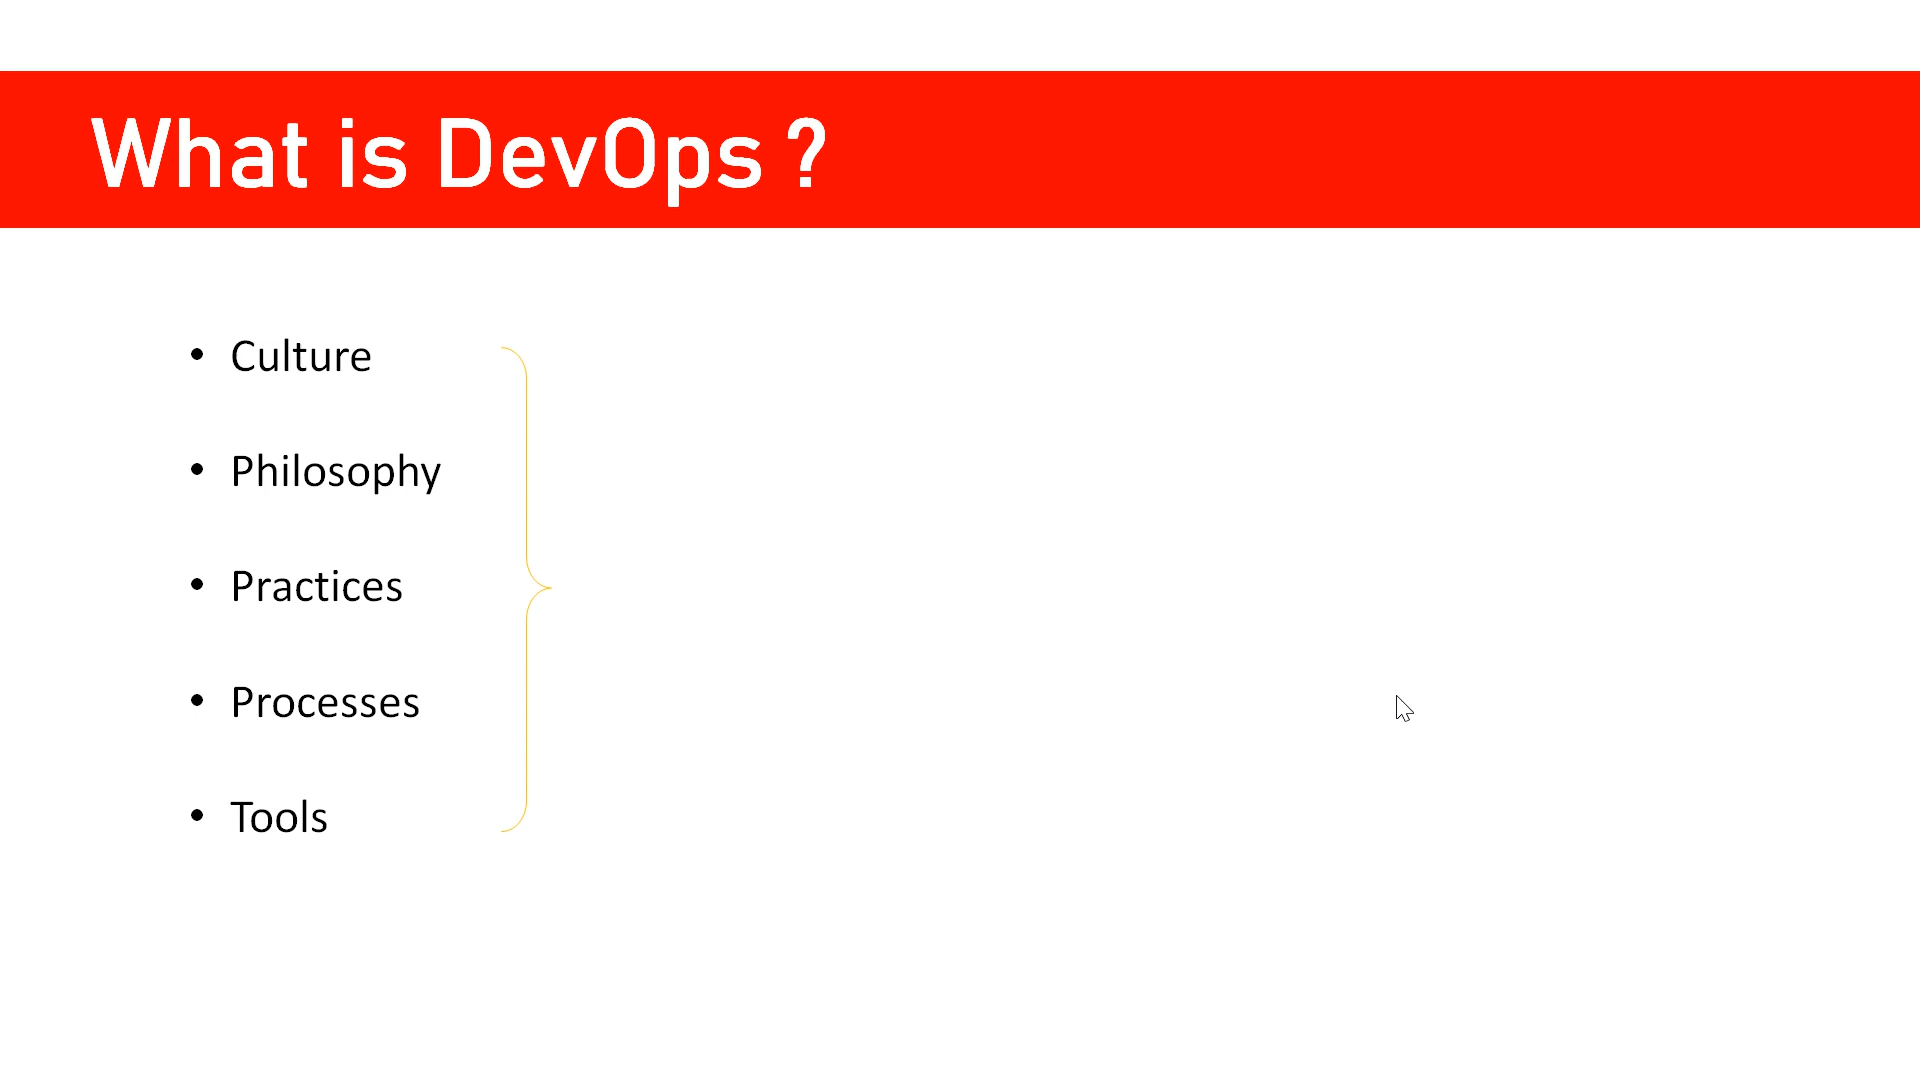 What is DevOps ?
• Culture
• Philosophy
• Practices
• Processes
• Tools